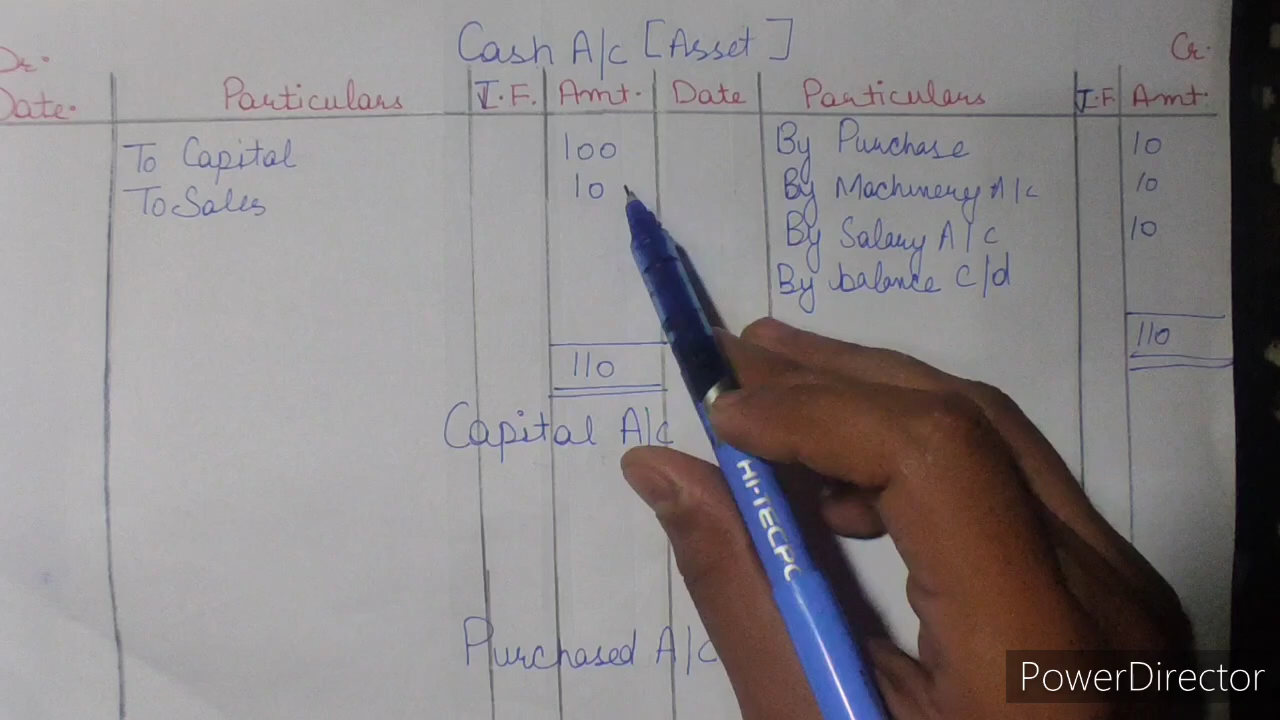 Cash A/c [Asset]
Dr. Cr.
Date. Particulars J.F. Amt. Date Particulars J.F Amt.
To Capital 100 By Purchase 10
To Sales 10 By Machinery A/c 10
By Salary A/c 10
By balance c/d
110 110
Capital A/c
Purchased A/c
HI-TECPC
PowerDirector